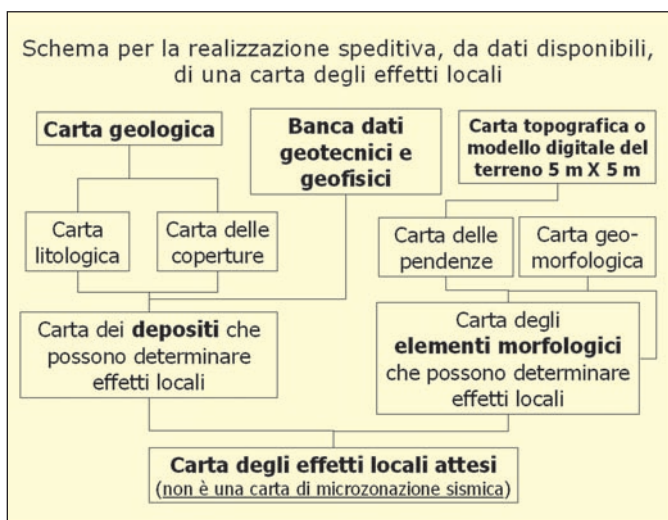 Schema per la realizzazione speditiva, da dati disponibili,
di una carta degli effetti locali
Carta geologica
Banca dati
geotecnici e
geofisici
Carta topografica o
modello digitale del
terreno 5 m X 5 m
Carta
litologica
Carta delle
coperture
Carta delle
pendenze
Carta geo-
morfologica
Carta dei depositi che
possono determinare
effetti locali
Carta degli
elementi morfologici
che possono determinare
effetti locali
Carta degli effetti locali attesi
(non è una carta di microzonazione sismica)